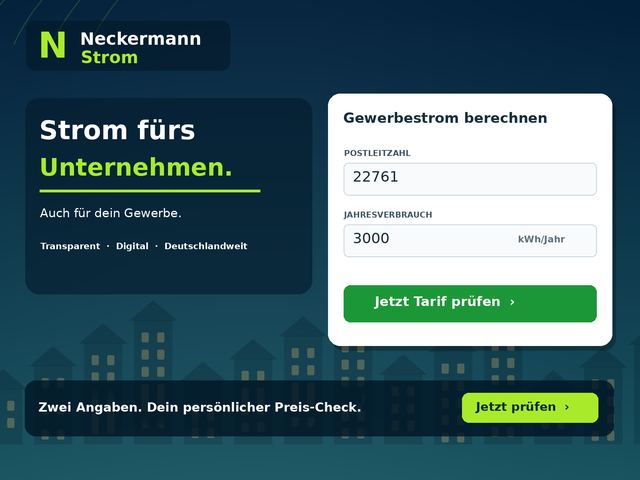 N Neckermann
Strom
Strom fürs
Unternehmen.
Auch für dein Gewerbe.
Transparent · Digital · Deutschlandweit
Gewerbestrom berechnen
POSTLEITZAHL
22761
JAHRESVERBRAUCH
3000 kWh/Jahr
Jetzt Tarif prüfen ›
Zwei Angaben. Dein persönlicher Preis-Check.
Jetzt prüfen ›